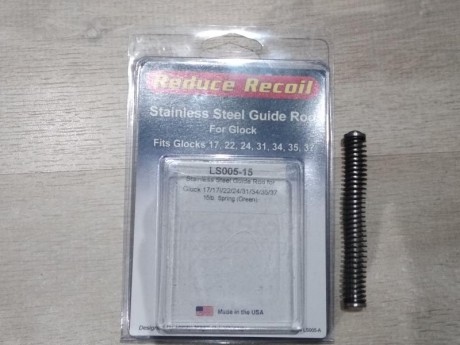 Reduce Recoil
Stainless Steel Guide Rod
For Glock
Fits Glocks 17, 22, 24, 31, 34, 35, 37
LS005-15
Stainless Steel Guide Rod for
Glock 17/17l/22/24/31/34/35/37
15lb. Spring (Green)
Made in the USA